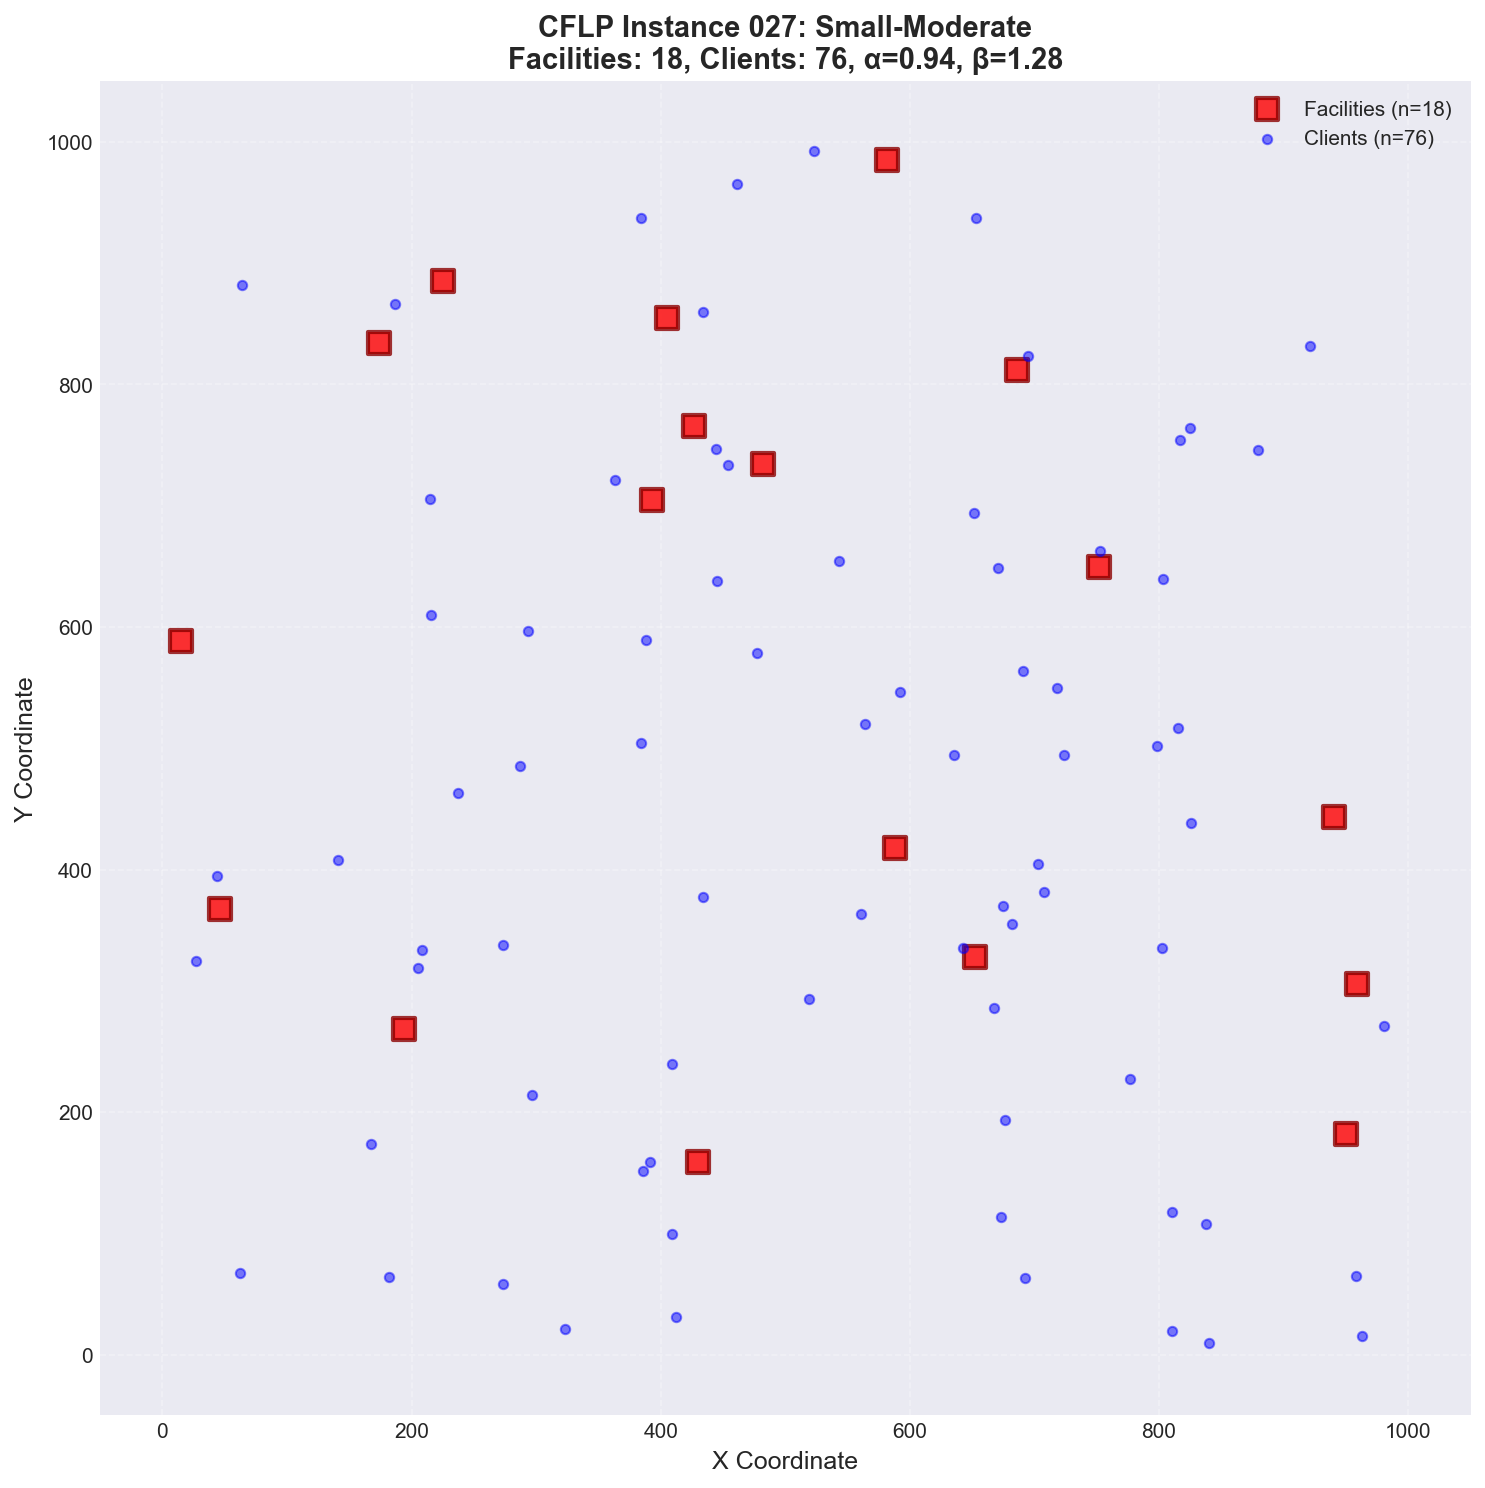 CFLP Instance 027: Small-Moderate
Facilities: 18, Clients: 76, α=0.94, β=1.28
Facilities (n=18)
Clients (n=76)
1000
800
600
400
200
0
Y Coordinate
0 200 400 600 800 1000
X Coordinate